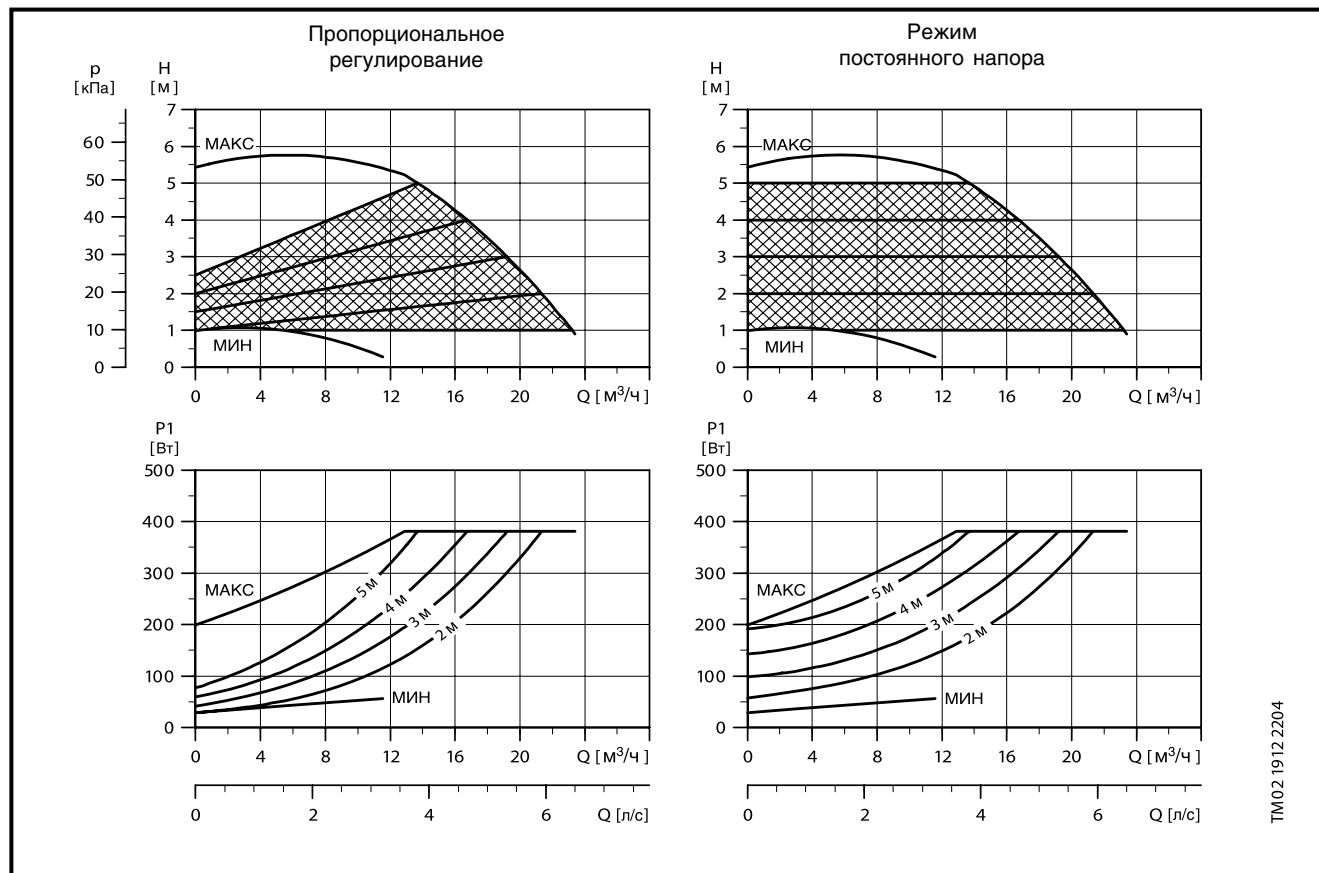 Пропорциональное
регулирование
Режим
постоянного напора
p
[кПа]
H
[м]
7
6
5
4
3
2
1
0
60
50
40
30
20
10
0
МАКС
МИН
0 4 8 12 16 20 Q [м³/ч]
H
[м]
7
6
5
4
3
2
1
0
МАКС
МИН
0 4 8 12 16 20 Q [м³/ч]
P1
[Вт]
500
400
300
200
100
0
МАКС
5 м
4 м
3 м
2 м
МИН
0 4 8 12 16 20 Q [м³/ч]
0 2 4 6 Q [л/с]
P1
[Вт]
500
400
300
200
100
0
МАКС
5 м
4 м
3 м
2 м
МИН
0 4 8 12 16 20 Q [м³/ч]
0 2 4 6 Q [л/с]
TM02 1912 2204